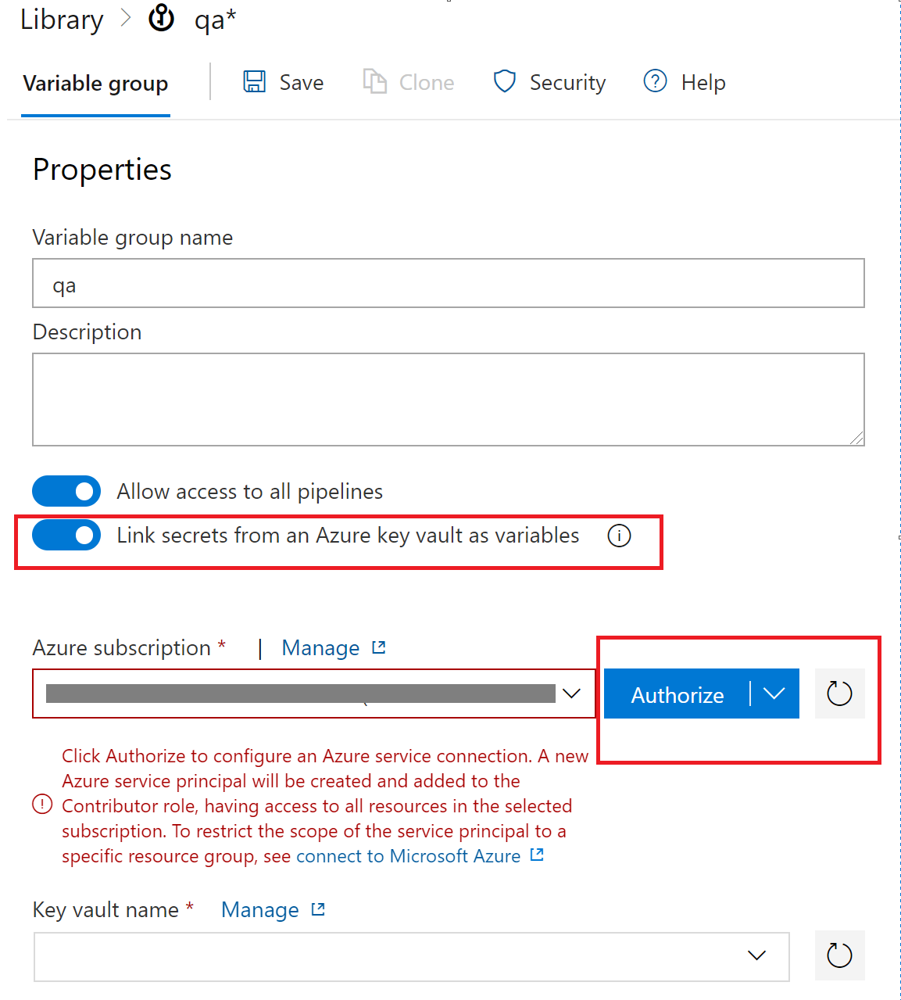 Library > qa*
Variable group Save Clone Security Help
Properties
Variable group name
qa
Description
Allow access to all pipelines
Link secrets from an Azure key vault as variables
Azure subscription * | Manage
Authorize
Click Authorize to configure an Azure service connection. A new
Azure service principal will be created and added to the
Contributor role, having access to all resources in the selected
subscription. To restrict the scope of the service principal to a
specific resource group, see connect to Microsoft Azure
Key vault name * Manage